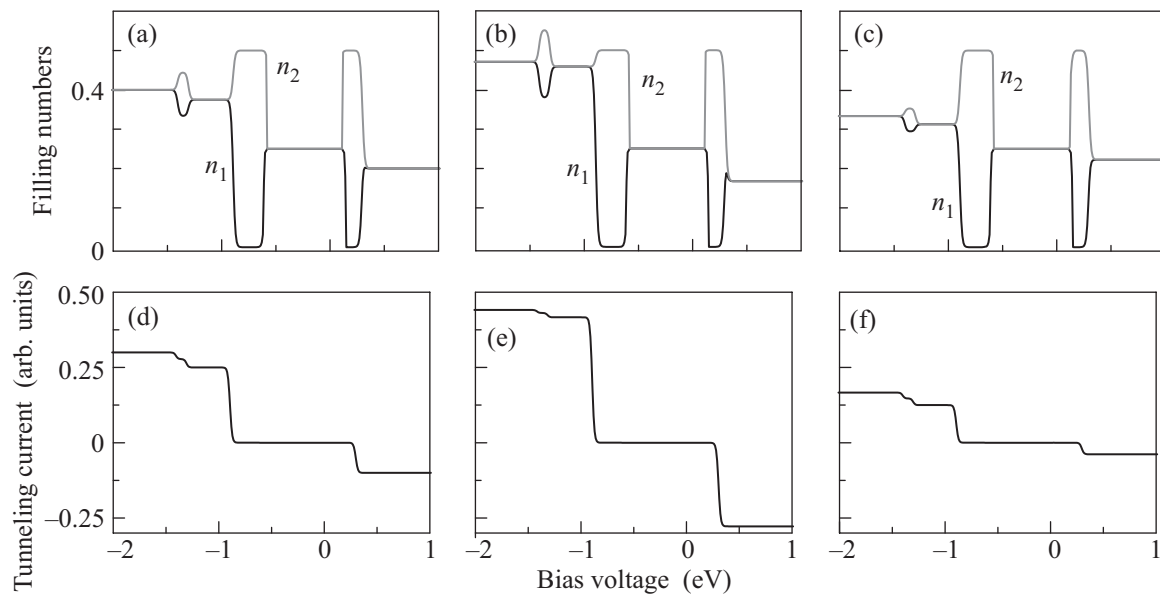 (a)
(b)
(c)
Filling numbers
0.4
0
n2
n1
n2
n1
n2
n1
Tunneling current (arb. units)
0.50
0.25
0
–0.25
(d)
(e)
(f)
–2 –1 0 1 –2 –1 0 1 –2 –1 0 1
Bias voltage (eV)